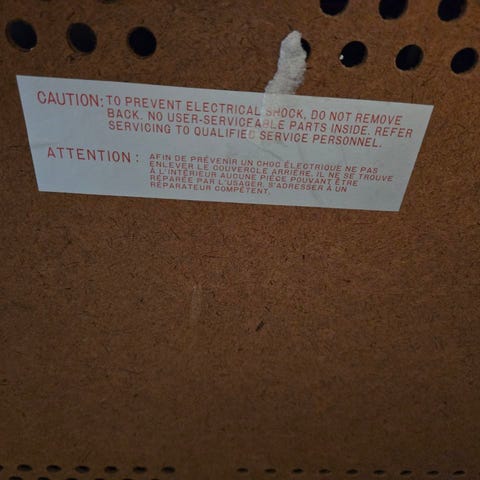 CAUTION: TO PREVENT ELECTRICAL SHOCK, DO NOT REMOVE
BACK. NO USER-SERVICEABLE PARTS INSIDE. REFER
SERVICING TO QUALIFIED SERVICE PERSONNEL.
ATTENTION : AFIN DE PRÉVENIR UN CHOC ÉLECTRIQUE NE PAS
ENLEVER LE COUVERCLE ARRIÈRE. IL NE SE TROUVE
À L'INTÉRIEUR AUCUNE PIÈCE POUVANT ÊTRE
RÉPARÉE PAR L'USAGER. S'ADRESSER À UN
RÉPARATEUR COMPÉTENT.